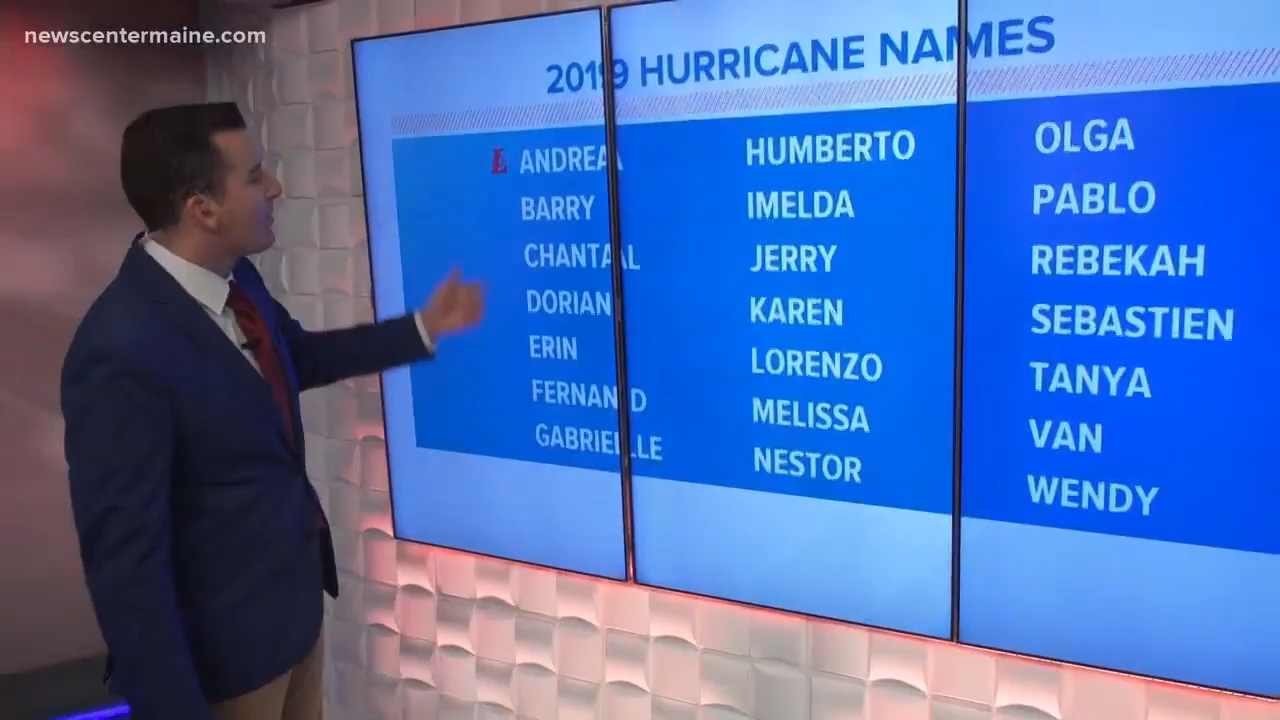 newscentermaine.com
2019 HURRICANE NAMES
L ANDREA
BARRY
CHANTAL
DORIAN
ERIN
FERNAND
GABRIELLE
HUMBERTO
IMELDA
JERRY
KAREN
LORENZO
MELISSA
NESTOR
OLGA
PABLO
REBEKAH
SEBASTIEN
TANYA
VAN
WENDY